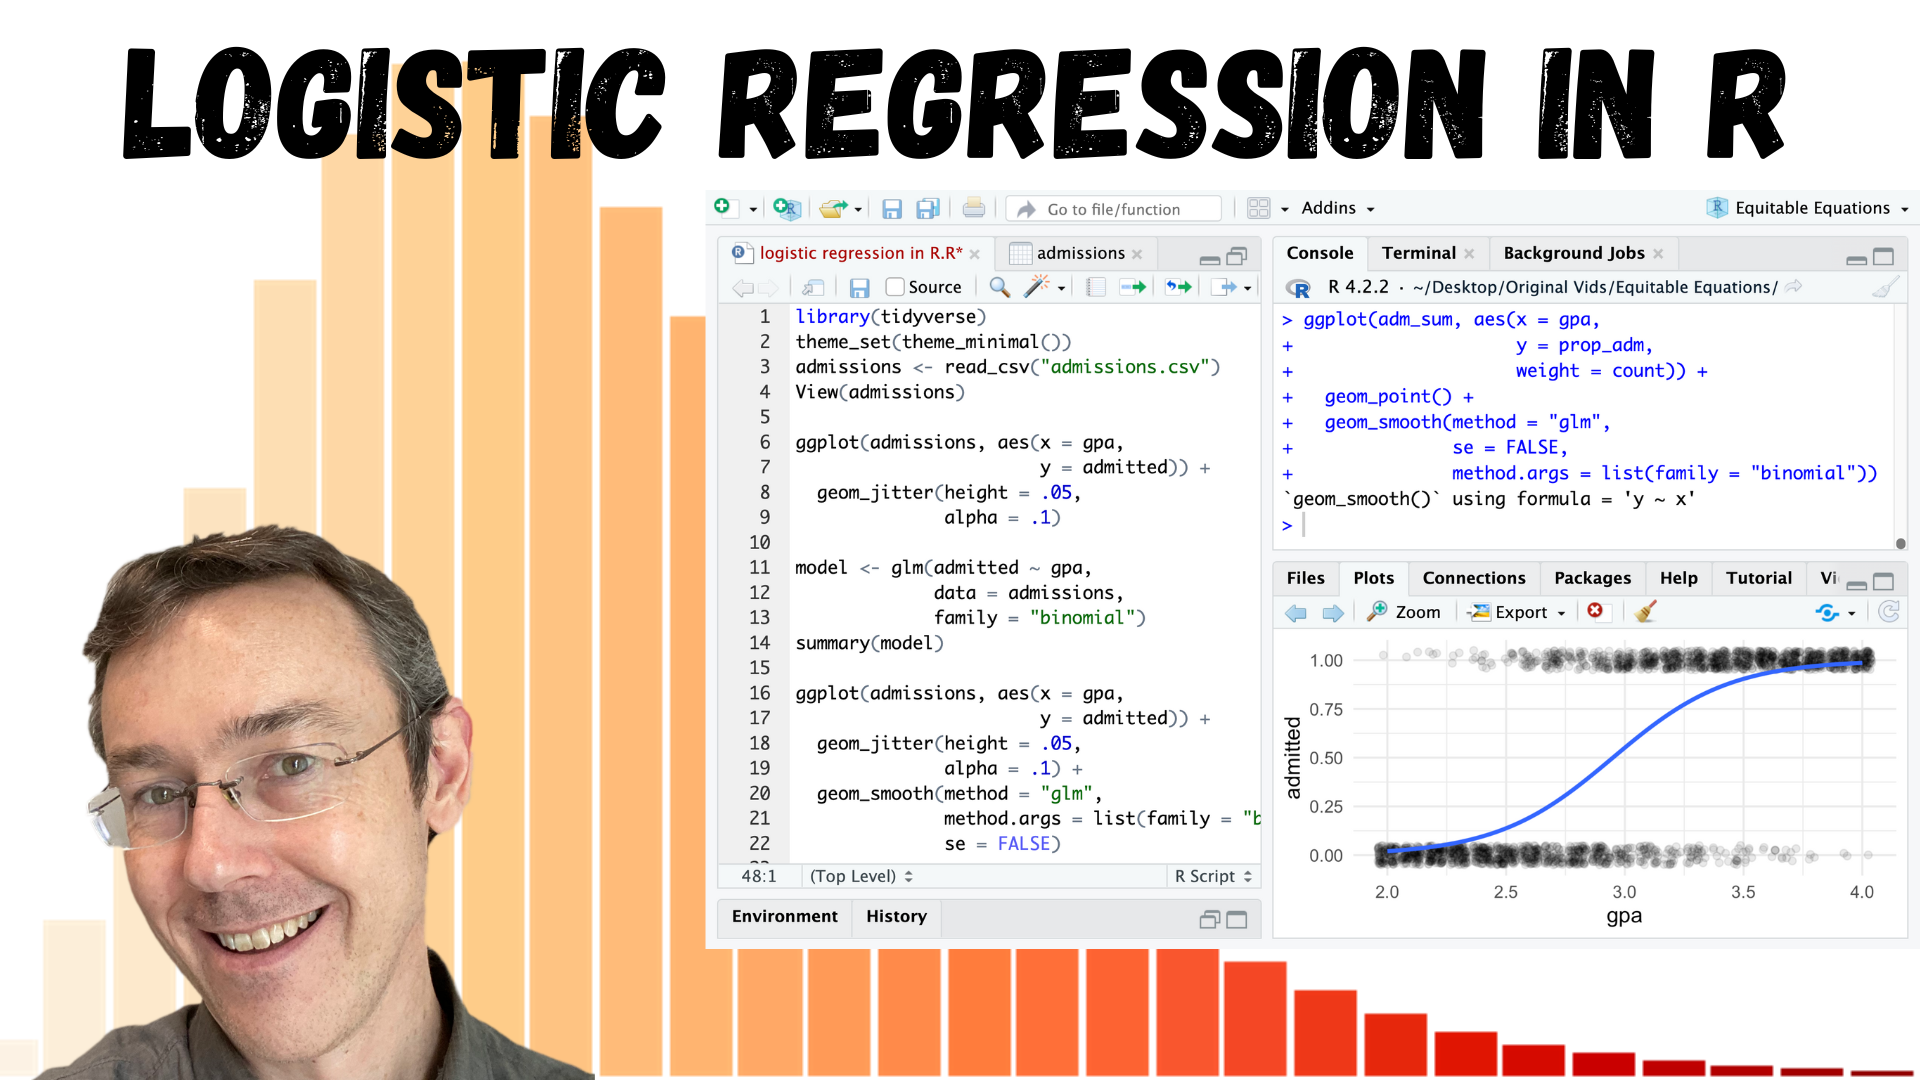 LOGISTIC REGRESSION IN R
Go to file/function
Addins
Equitable Equations
logistic regression in R.R*
admissions
Source
1 library(tidyverse)
2 theme_set(theme_minimal())
3 admissions <- read_csv("admissions.csv")
4 View(admissions)
5
6 ggplot(admissions, aes(x = gpa,
7 y = admitted)) +
8 geom_jitter(height = .05,
9 alpha = .1)
10
11 model <- glm(admitted ~ gpa,
12 data = admissions,
13 family = "binomial")
14 summary(model)
15
16 ggplot(admissions, aes(x = gpa,
17 y = admitted)) +
18 geom_jitter(height = .05,
19 alpha = .1) +
20 geom_smooth(method = "glm",
21 method.args = list(family = "b
22 se = FALSE)
48:1 (Top Level) R Script
Environment History
Console Terminal Background Jobs
R 4.2.2 · ~/Desktop/Original Vids/Equitable Equations/
> ggplot(adm_sum, aes(x = gpa,
+ y = prop_adm,
+ weight = count)) +
+ geom_point() +
+ geom_smooth(method = "glm",
+ se = FALSE,
+ method.args = list(family = "binomial"))
`geom_smooth()` using formula = 'y ~ x'
>
Files Plots Connections Packages Help Tutorial Vi
Zoom Export
1.00
0.75
0.50
0.25
0.00
admitted
2.0 2.5 3.0 3.5 4.0
gpa